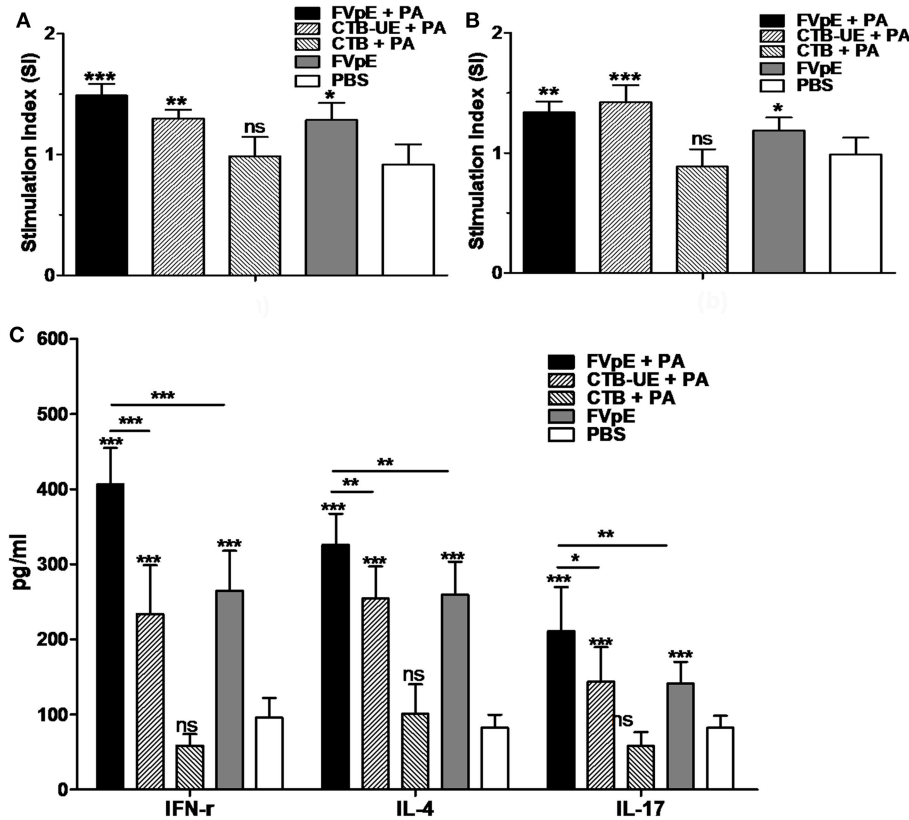 A
FVpE + PA
CTB-UE + PA
CTB + PA
FVpE
PBS
Stimulation Index (SI)
2
1
0
***
**
ns
*
B
FVpE + PA
CTB-UE + PA
CTB + PA
FVpE
PBS
Stimulation Index (SI)
2
1
0
**
***
ns
*
(b)
C
FVpE + PA
CTB-UE + PA
CTB + PA
FVpE
PBS
pg/ml
600
500
400
300
200
100
0
***
***
***
***
ns
***
**
**
***
***
ns
***
**
*
***
***
ns
***
IFN-r
IL-4
IL-17